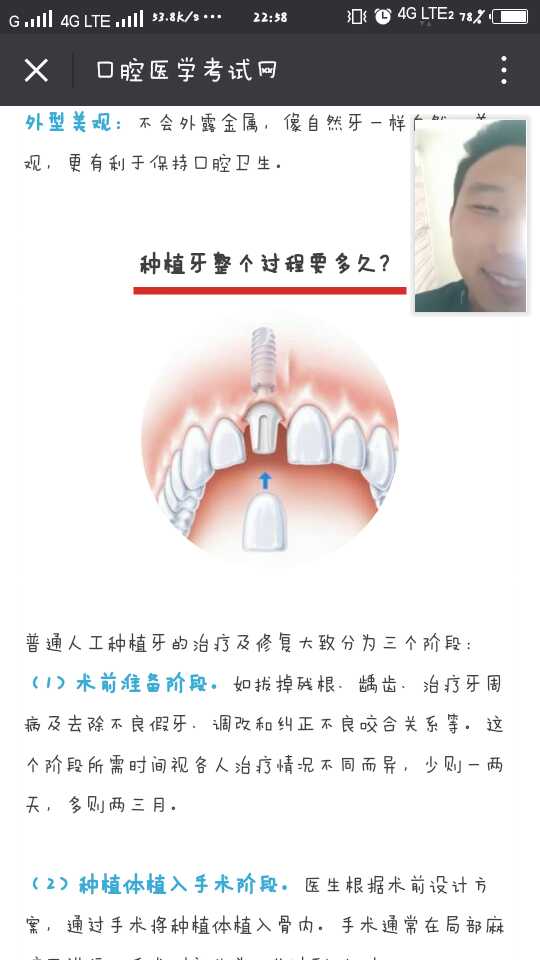 G 4G LTE 53.8K/s ··· 22:58 4G LTE2 78%
口腔医学考试网
外型美观：不会外露金属，像自然牙一样自然、美
观，更有利于保持口腔卫生。
种植牙整个过程要多久？
普通人工种植牙的治疗及修复大致分为三个阶段：
（1）术前准备阶段。如拔掉残根、龋齿、治疗牙周
病及去除不良假牙、调改和纠正不良咬合关系等。这
个阶段所需时间视各人治疗情况不同而异，少则一两
天，多则两三月。
（2）种植体植入手术阶段。医生根据术前设计方
案，通过手术将种植体植入骨内。手术通常在局部麻